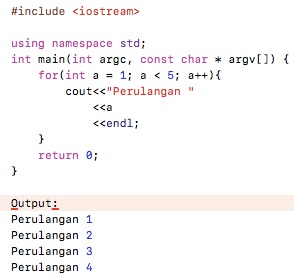 #include <iostream>

using namespace std;
int main(int argc, const char * argv[]) {
    for(int a = 1; a < 5; a++){
        cout<<"Perulangan "
            <<a
            <<endl;
    }
    return 0;
}

Output:
Perulangan 1
Perulangan 2
Perulangan 3
Perulangan 4